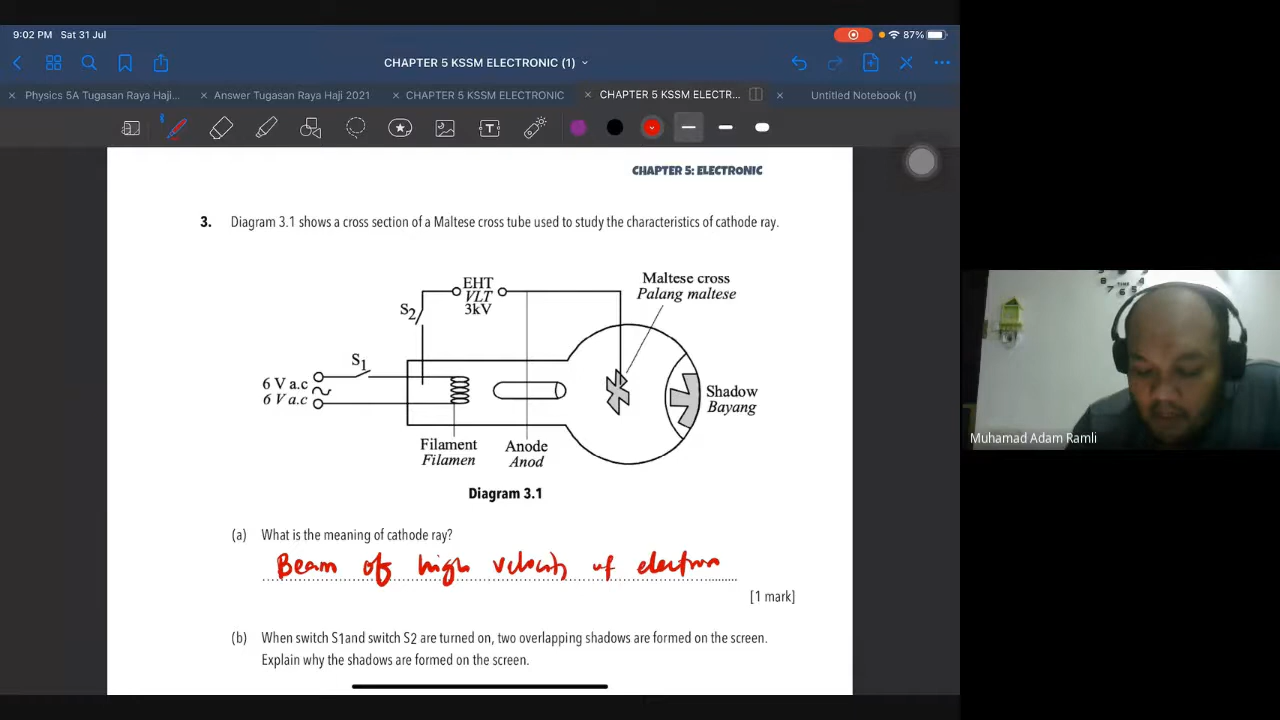 9:02 PM Sat 31 Jul
87%
CHAPTER 5 KSSM ELECTRONIC (1)
Physics 5A Tugasan Raya Haji...
Answer Tugasan Raya Haji 2021
CHAPTER 5 KSSM ELECTRONIC
CHAPTER 5 KSSM ELECTR...
Untitled Notebook (1)
CHAPTER 5: ELECTRONIC
3. Diagram 3.1 shows a cross section of a Maltese cross tube used to study the characteristics of cathode ray.
EHT
VLT
3kV
S2
Maltese cross
Palang maltese
S1
6 V a.c
6 V a.c
Shadow
Bayang
Filament
Filamen
Anode
Anod
Diagram 3.1
(a) What is the meaning of cathode ray?
Beam of high velocity of electron
[1 mark]
(b) When switch S1and switch S2 are turned on, two overlapping shadows are formed on the screen.
Explain why the shadows are formed on the screen.
Muhamad Adam Ramli